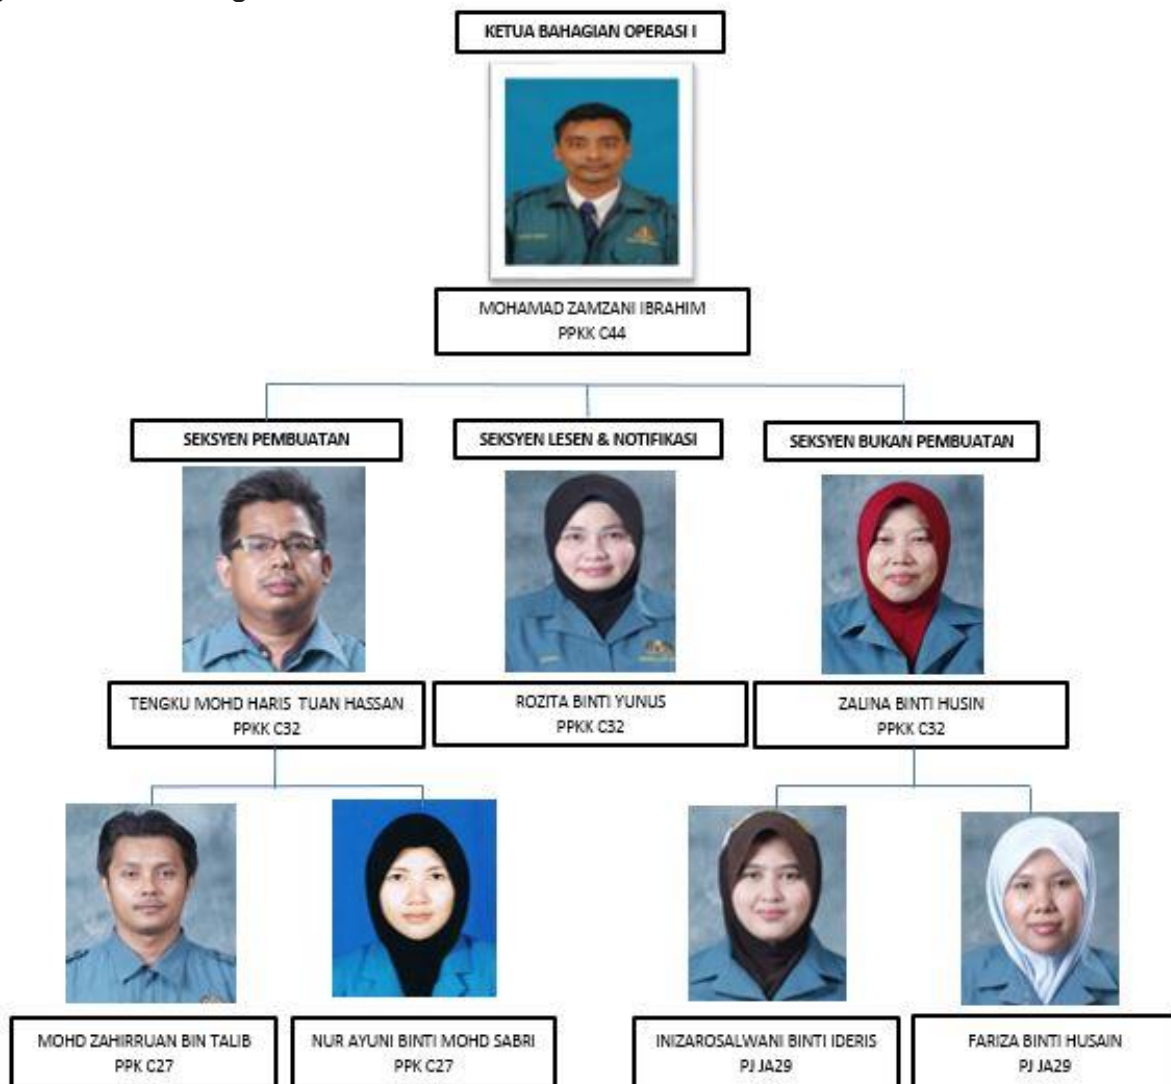 KETUA BAHAGIAN OPERASI I
MOHAMAD ZAMZANI IBRAHIM
PPKK C44
SEKSYEN PEMBUATAN
SEKSYEN LESEN & NOTIFIKASI
SEKSYEN BUKAN PEMBUATAN
TENGKU MOHD HARIS TUAN HASSAN
PPKK C32
ROZITA BINTI YUNUS
PPKK C32
ZALINA BINTI HUSIN
PPKK C32
MOHD ZAHIRRUAN BIN TALIB
PPK C27
NUR AYUNI BINTI MOHD SABRI
PPK C27
INIZAROSALWANI BINTI IDERIS
PJ JA29
FARIZA BINTI HUSAIN
PJ JA29